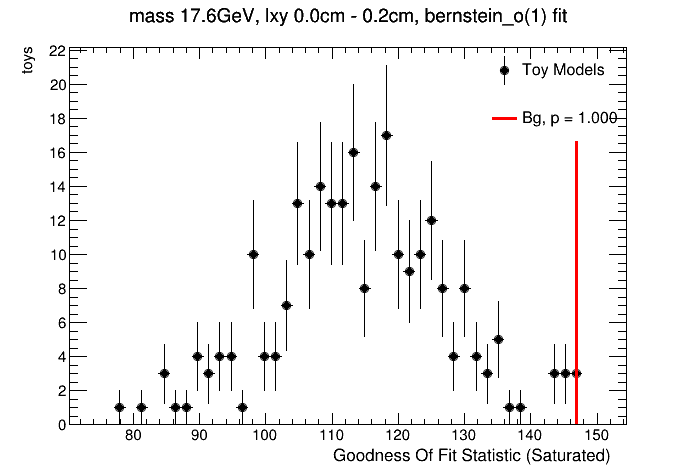 mass 17.6GeV, lxy 0.0cm - 0.2cm, bernstein_o(1) fit
toys
22
20
18
16
14
12
10
8
6
4
2
0
Toy Models
Bg, p = 1.000
80 90 100 110 120 130 140 150
Goodness Of Fit Statistic (Saturated)